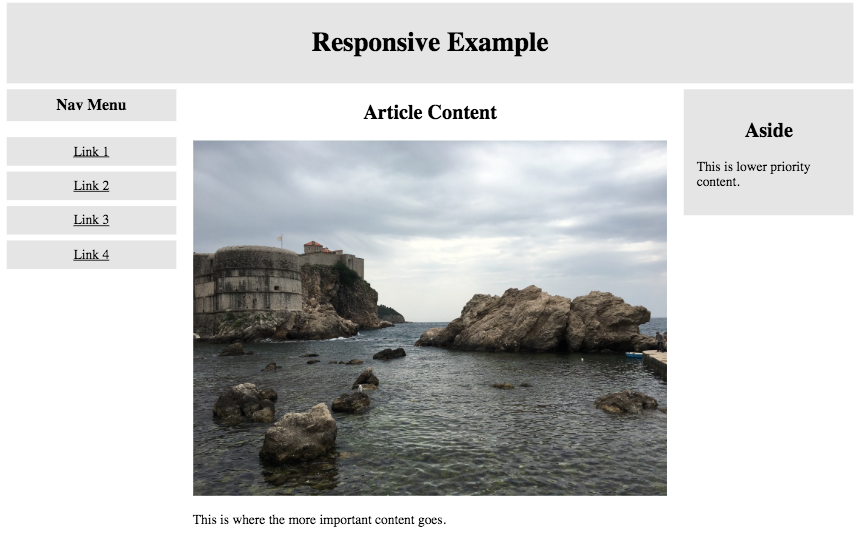 Responsive Example
Nav Menu
Link 1
Link 2
Link 3
Link 4
Article Content
This is where the more important content goes.
Aside
This is lower priority
content.